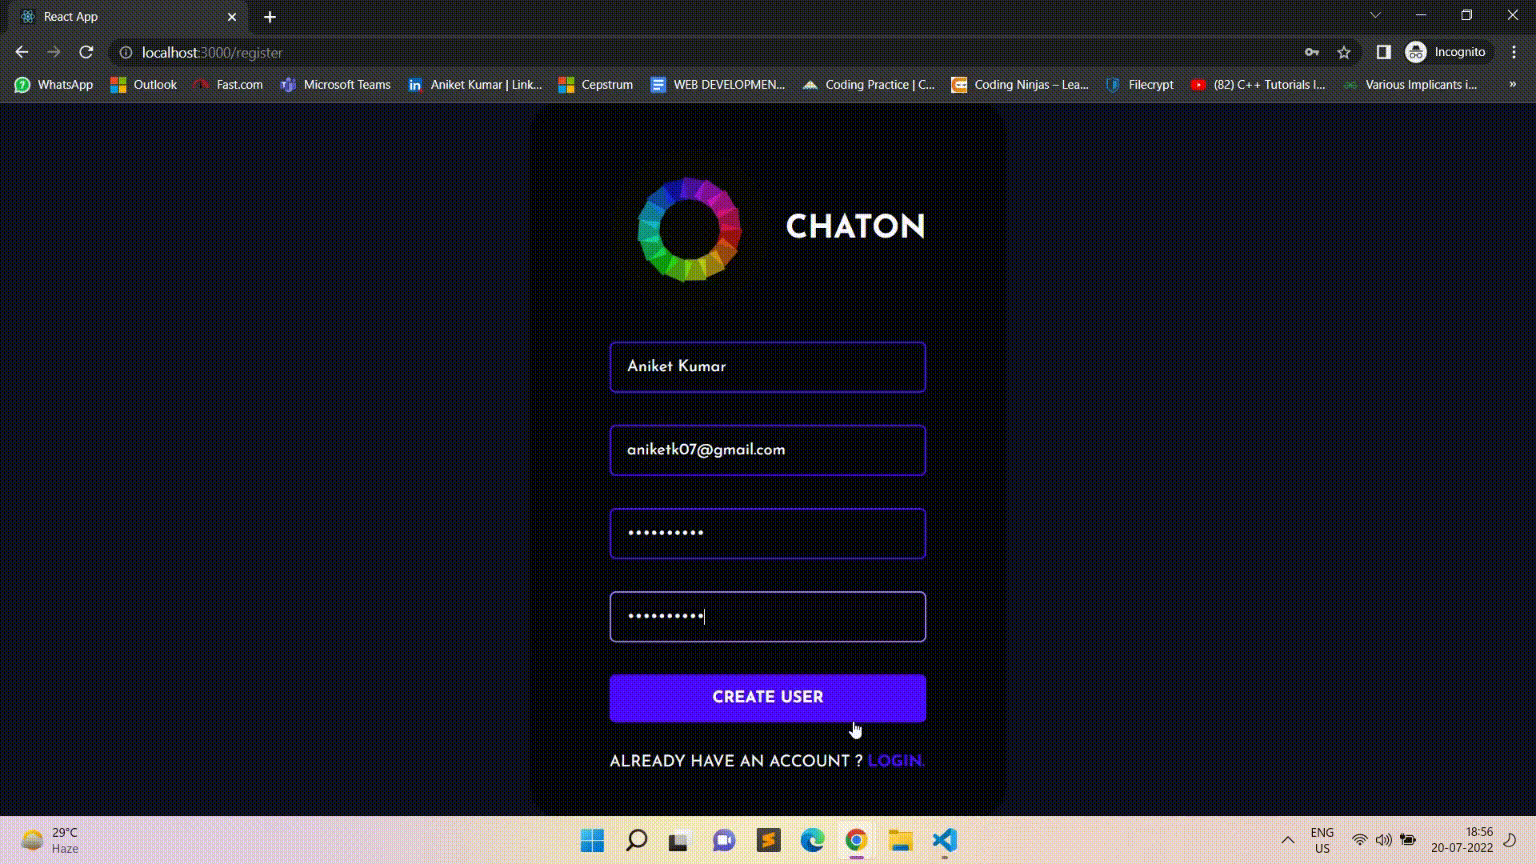 React App
localhost:3000/register
Incognito
WhatsApp
Outlook
Fast.com
Microsoft Teams
Aniket Kumar | Link...
Cepstrum
WEB DEVELOPMEN...
Coding Practice | C...
Coding Ninjas – Lea...
Filecrypt
(82) C++ Tutorials I...
Various Implicants i...
»
CHATON
Aniket Kumar
aniketk07@gmail.com
••••••••••
••••••••••
CREATE USER
ALREADY HAVE AN ACCOUNT ? LOGIN.
29°C
Haze
ENG
US
18:56
20-07-2022